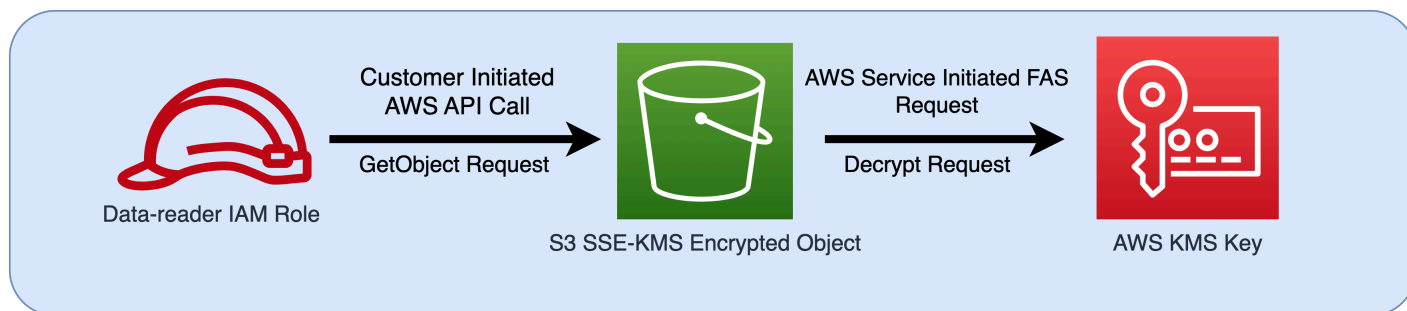 Customer Initiated
AWS API Call
GetObject Request
Data-reader IAM Role
S3 SSE-KMS Encrypted Object
AWS Service Initiated FAS
Request
Decrypt Request
AWS KMS Key